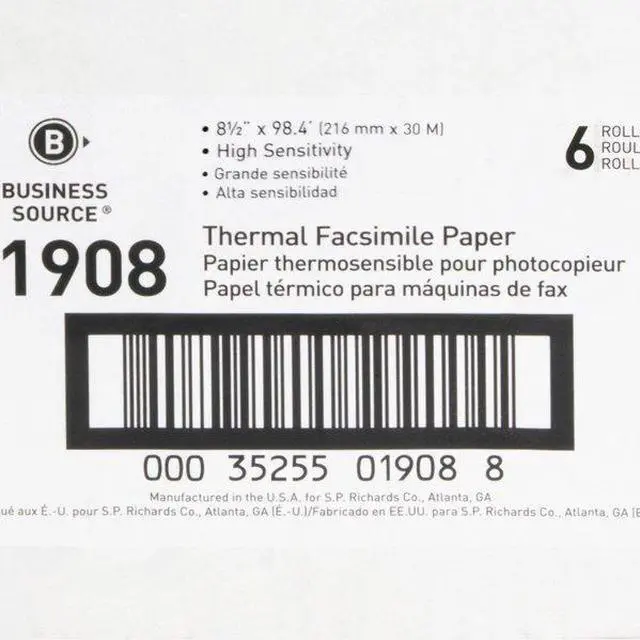 B
BUSINESS
SOURCE®
1908
• 8½" x 98.4' (216 mm x 30 M)
• High Sensitivity
• Grande sensibilité
• Alta sensibilidad
6
ROLL
ROUL
ROLL
Thermal Facsimile Paper
Papier thermosensible pour photocopieur
Papel térmico para máquinas de fax
000 35255 01908 8
Manufactured in the U.S.A. for S.P. Richards Co., Atlanta, GA
ué aux É.-U. pour S.P. Richards Co., Atlanta, GA (É.-U.)/Fabricado en EE.UU. para S.P. Richards Co., Atlanta, GA (E